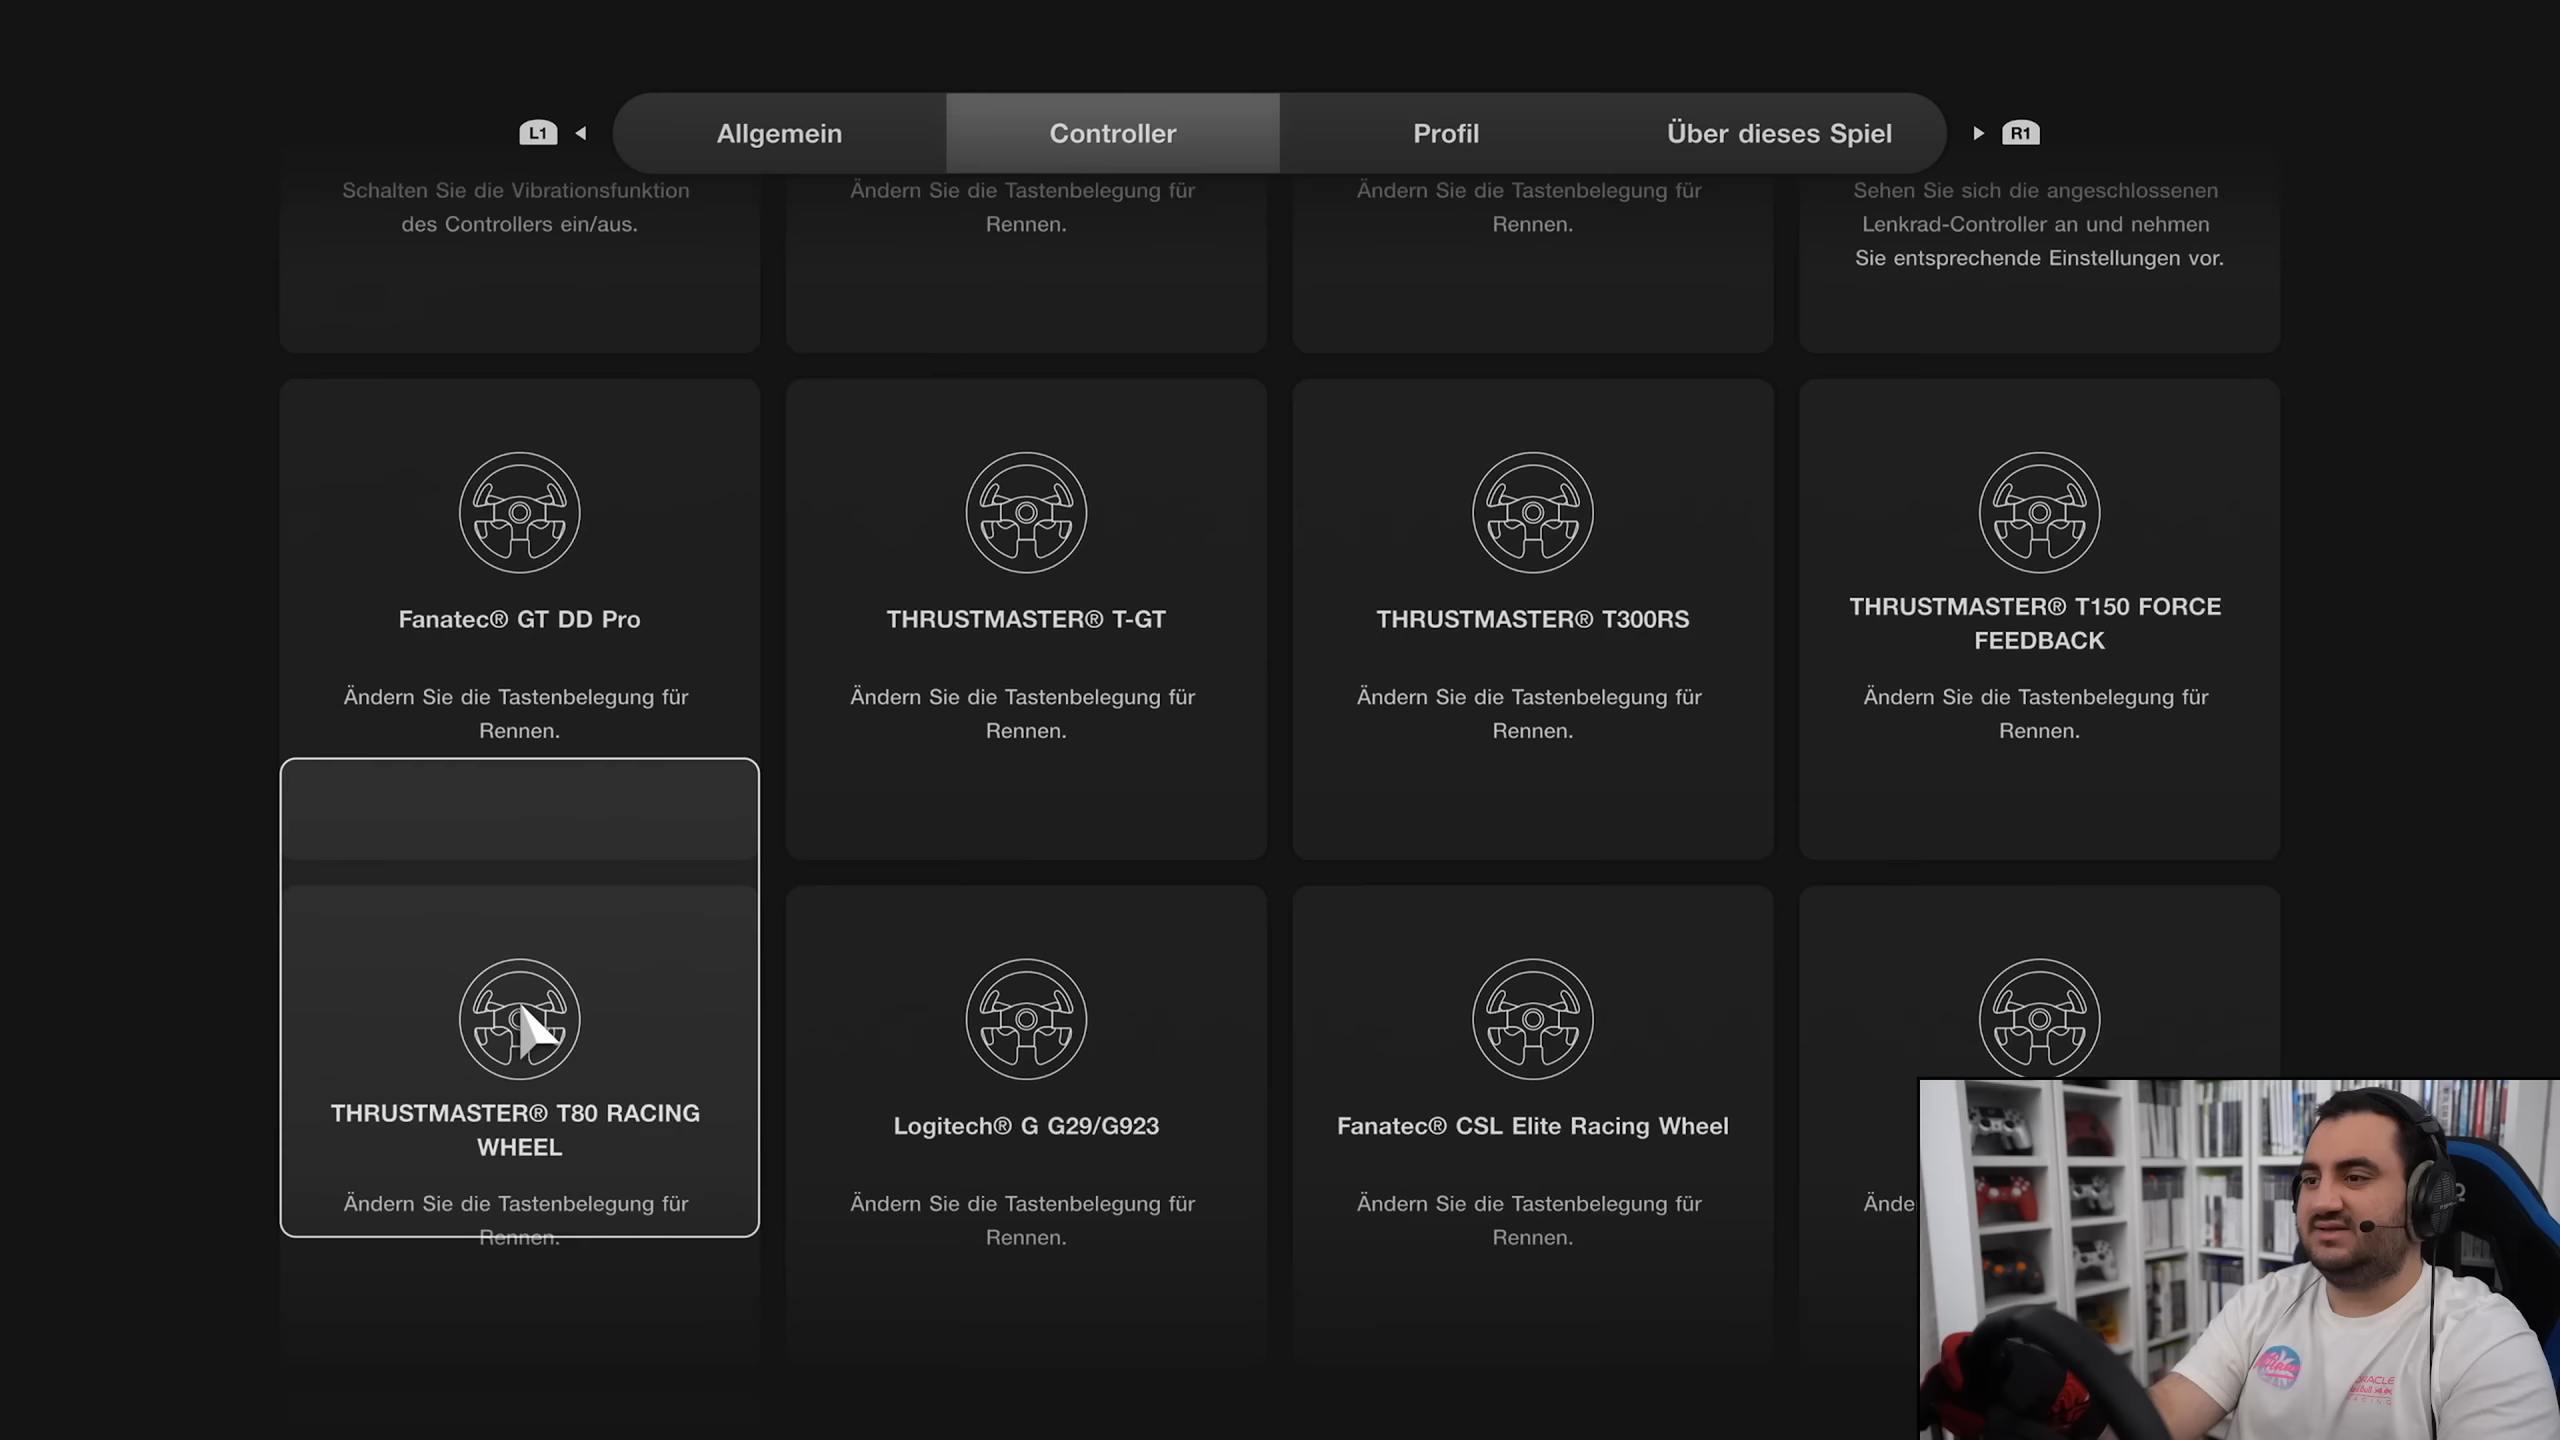 L1
Allgemein
Controller
Profil
Über dieses Spiel
R1
Schalten Sie die Vibrationsfunktion
des Controllers ein/aus.
Ändern Sie die Tastenbelegung für
Rennen.
Ändern Sie die Tastenbelegung für
Rennen.
Sehen Sie sich die angeschlossenen
Lenkrad-Controller an und nehmen
Sie entsprechende Einstellungen vor.
Fanatec® GT DD Pro
Ändern Sie die Tastenbelegung für
Rennen.
THRUSTMASTER® T-GT
Ändern Sie die Tastenbelegung für
Rennen.
THRUSTMASTER® T300RS
Ändern Sie die Tastenbelegung für
Rennen.
THRUSTMASTER® T150 FORCE
FEEDBACK
Ändern Sie die Tastenbelegung für
Rennen.
THRUSTMASTER® T80 RACING
WHEEL
Ändern Sie die Tastenbelegung für
Rennen.
Logitech® G G29/G923
Ändern Sie die Tastenbelegung für
Rennen.
Fanatec® CSL Elite Racing Wheel
Ändern Sie die Tastenbelegung für
Rennen.
Ände
ORACLE
Red Bull
RACING